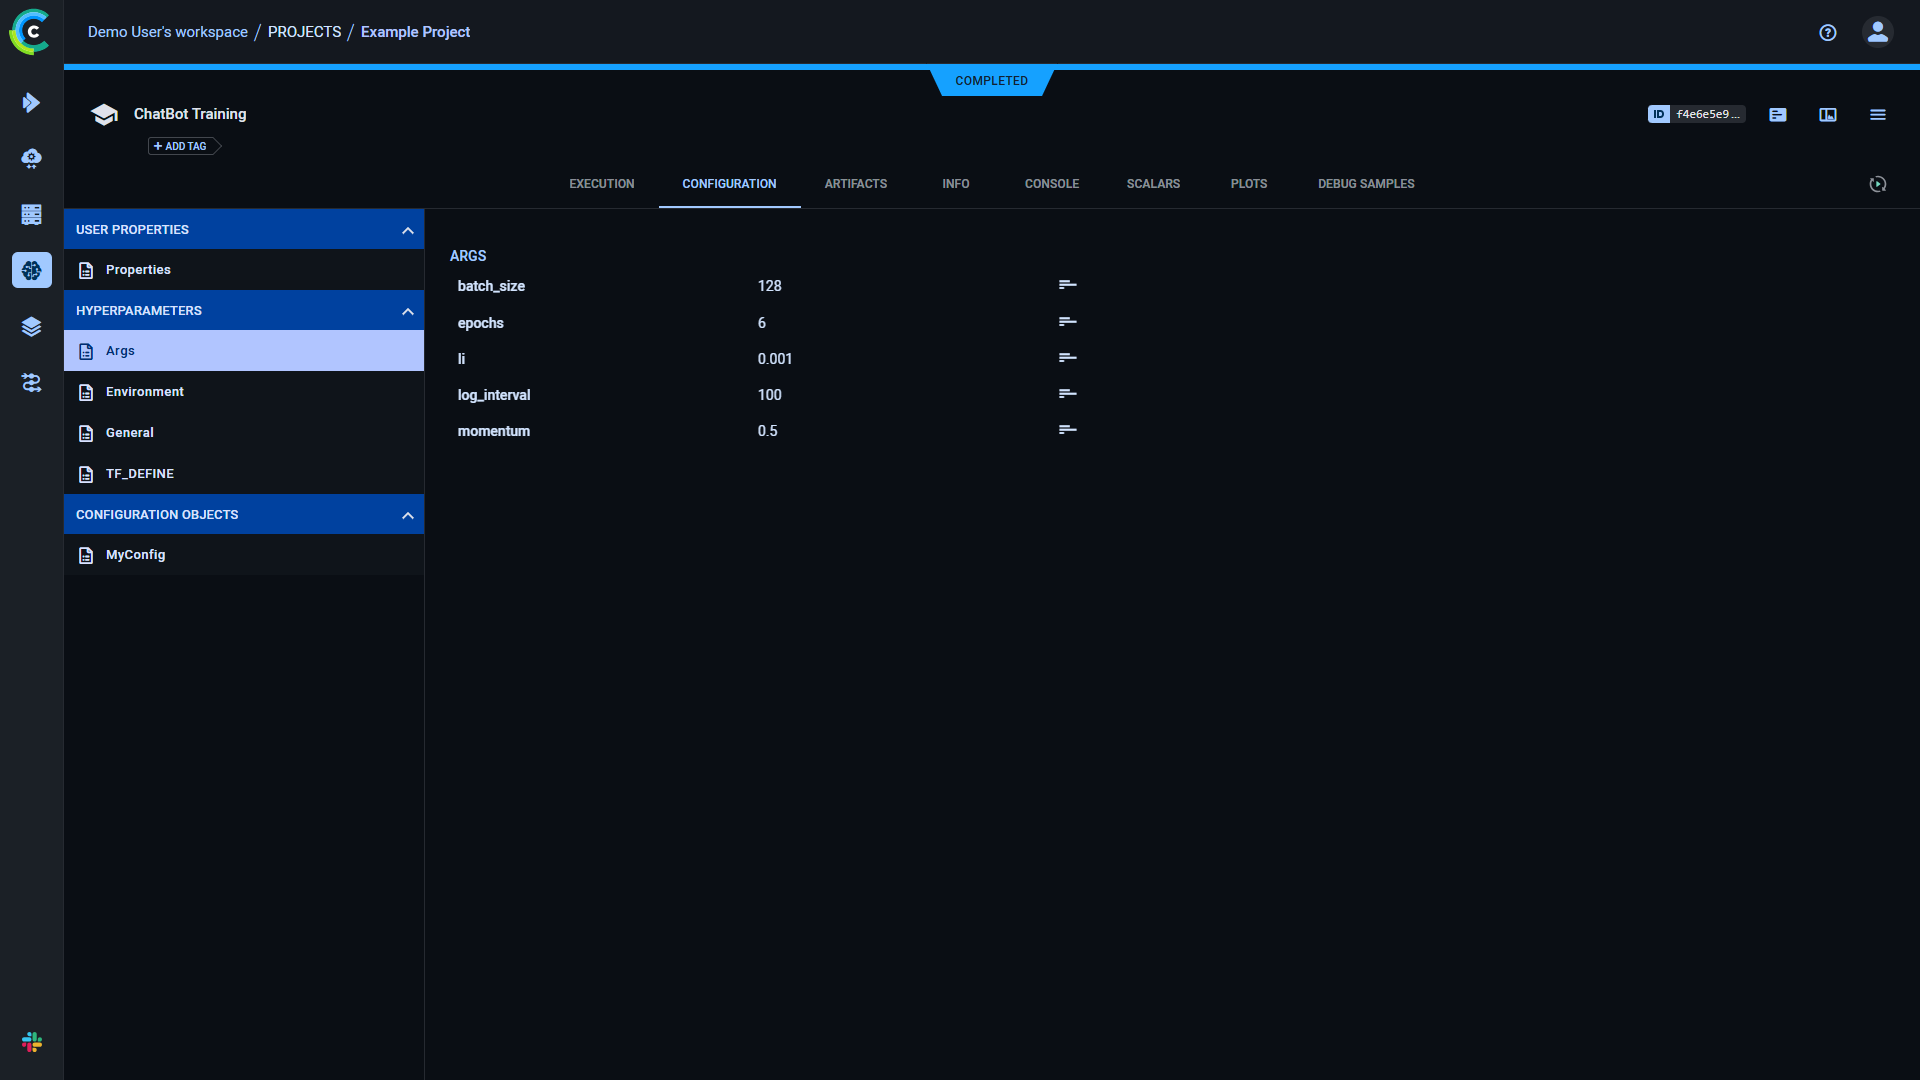 Demo User's workspace / PROJECTS / Example Project
COMPLETED
ChatBot Training
ID f4e6e5e9...
+ ADD TAG
EXECUTION CONFIGURATION ARTIFACTS INFO CONSOLE SCALARS PLOTS DEBUG SAMPLES
USER PROPERTIES
Properties
HYPERPARAMETERS
Args
Environment
General
TF_DEFINE
CONFIGURATION OBJECTS
MyConfig
ARGS
batch_size 128
epochs 6
li 0.001
log_interval 100
momentum 0.5